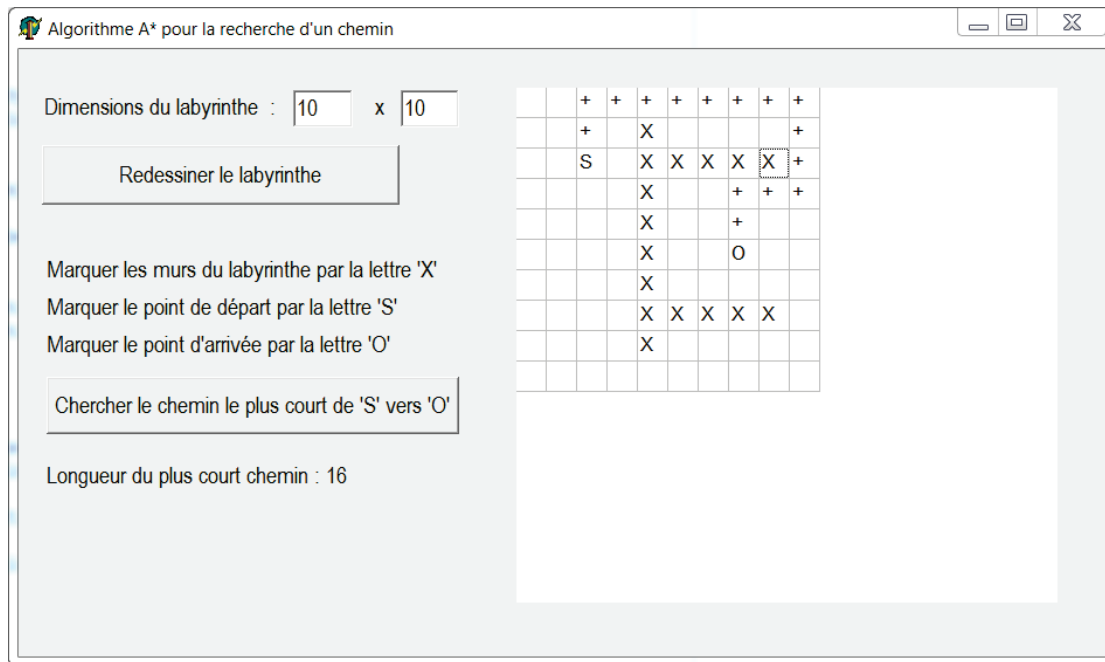 Algorithme A* pour la recherche d'un chemin
Dimensions du labyrinthe : 10 x 10
Redessiner le labyrinthe
Marquer les murs du labyrinthe par la lettre 'X'
Marquer le point de départ par la lettre 'S'
Marquer le point d'arrivée par la lettre 'O'
Chercher le chemin le plus court de 'S' vers 'O'
Longueur du plus court chemin : 16
+ + + + + + + +
+ X +
S X X X X X +
X + + +
X +
X O
X
X X X X X
X